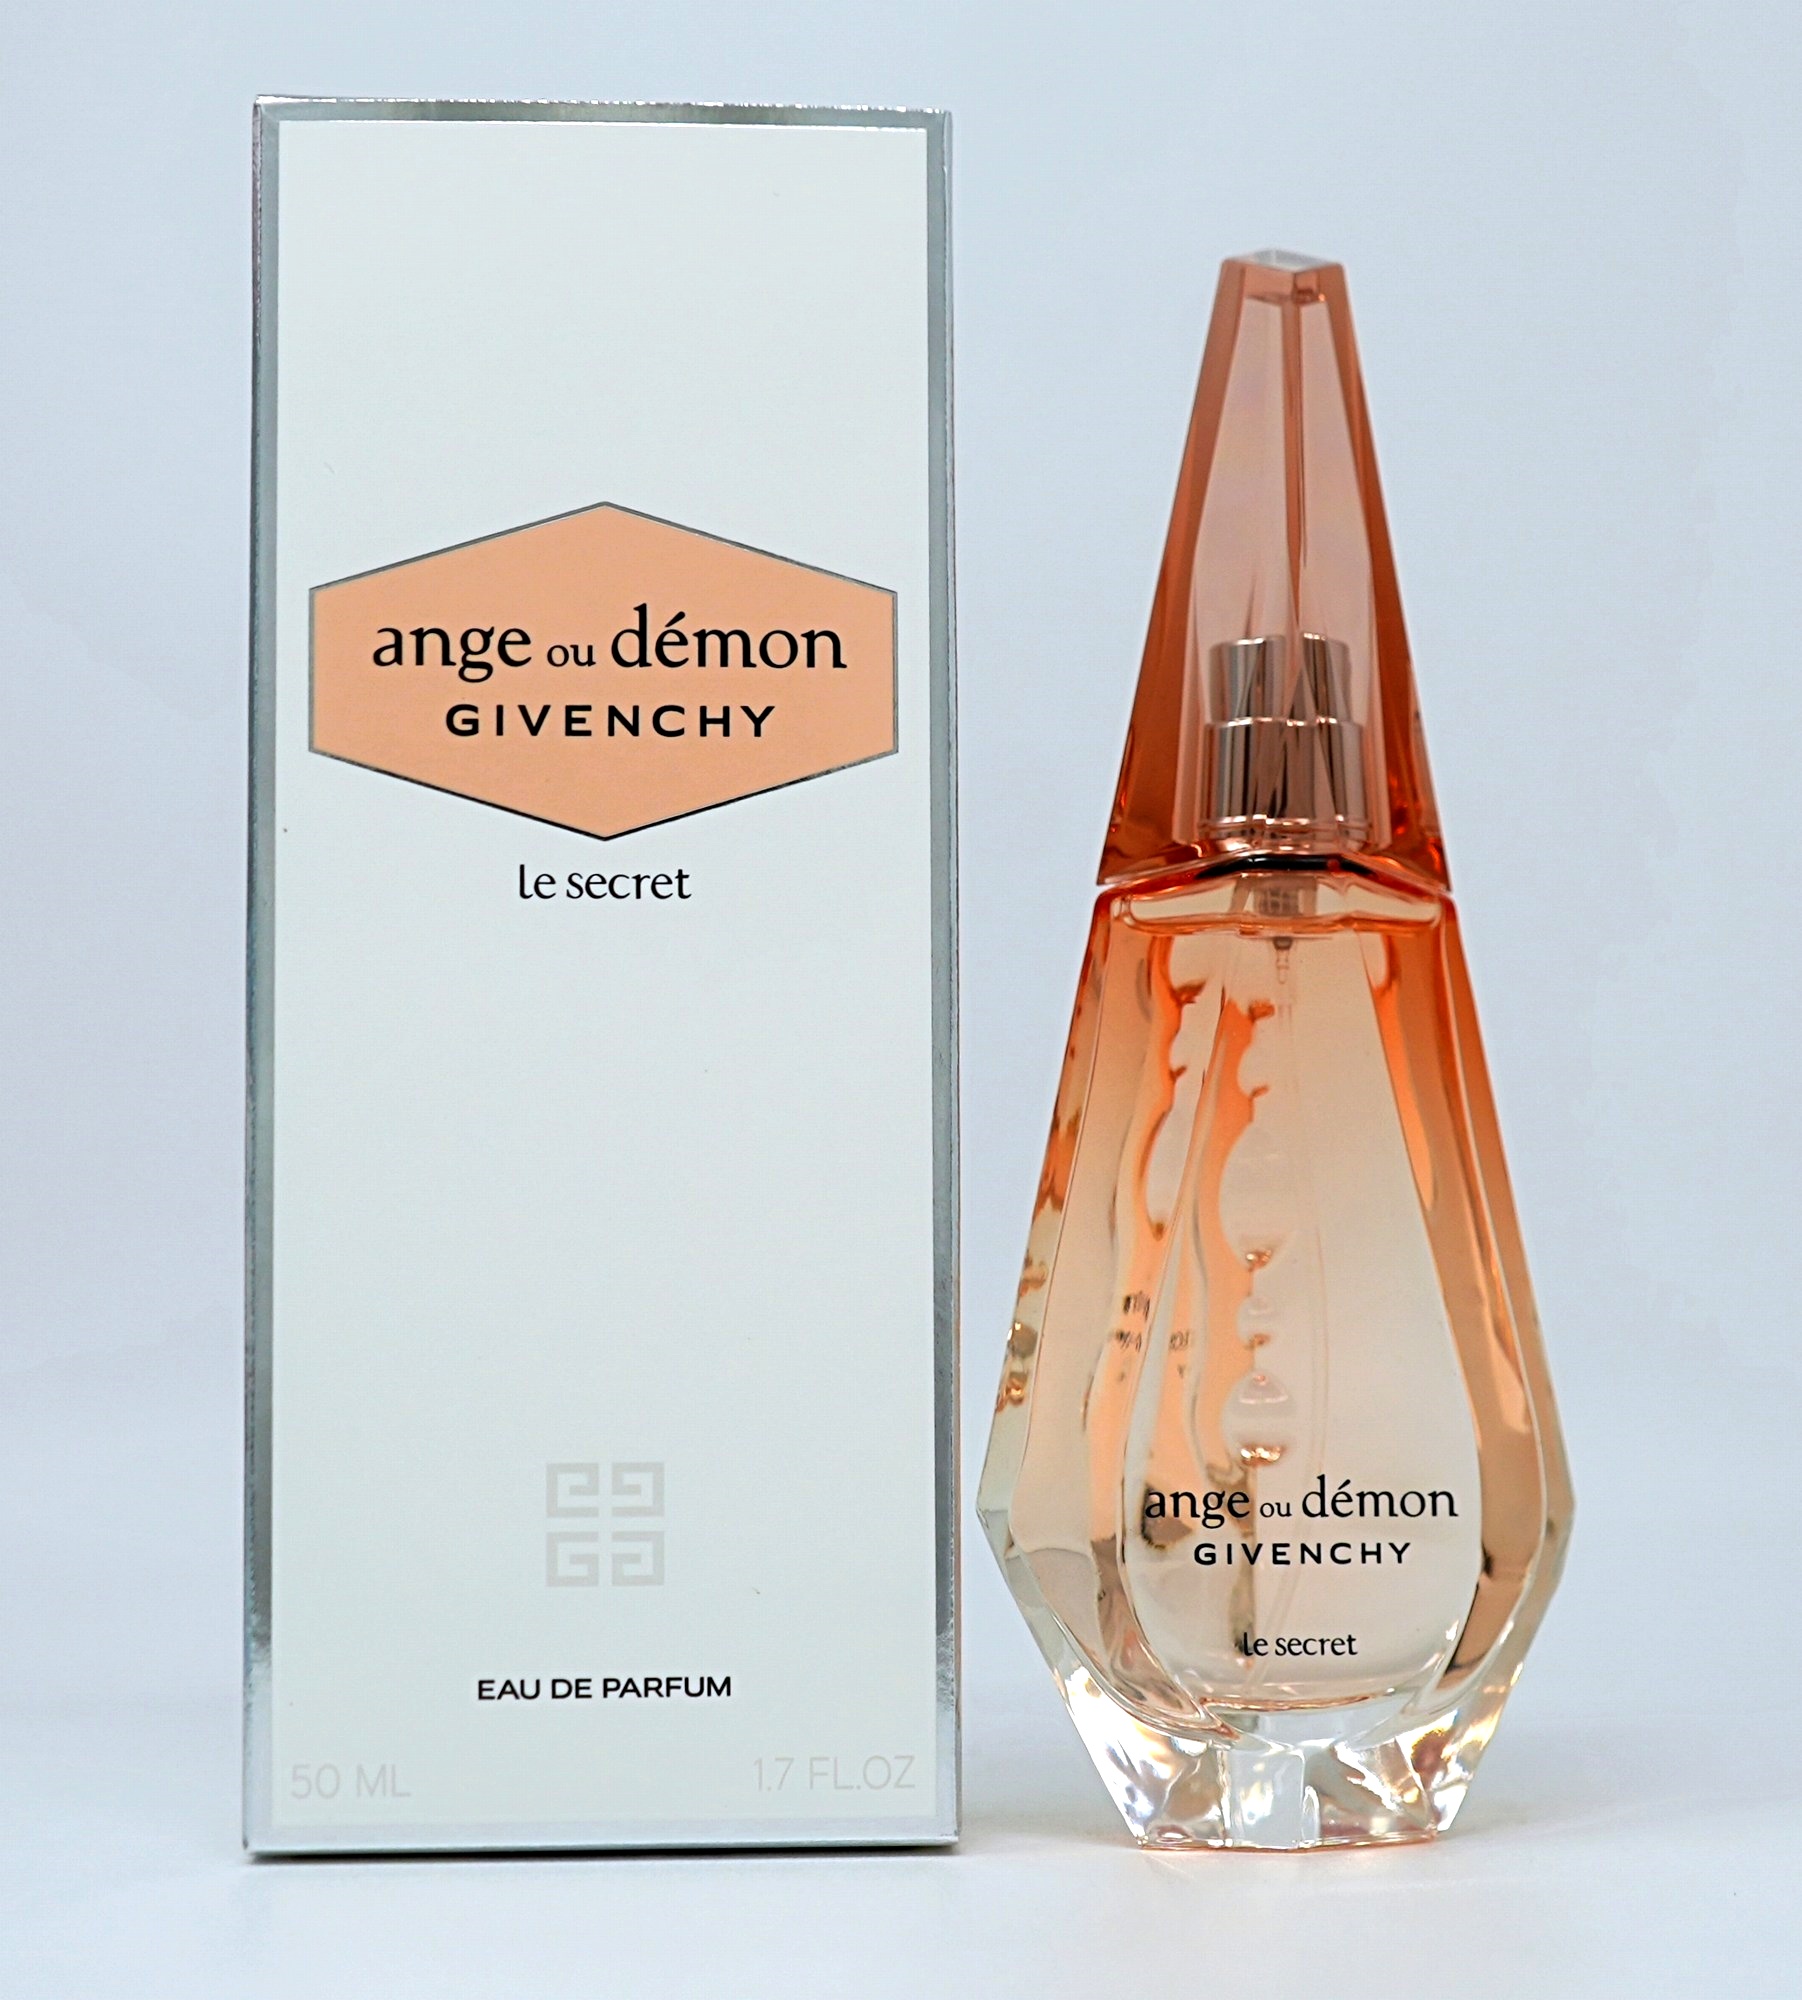 ange ou démon
GIVENCHY
le secret
EAU DE PARFUM
50 ML
1.7 FL.OZ
ange ou démon
GIVENCHY
le secret